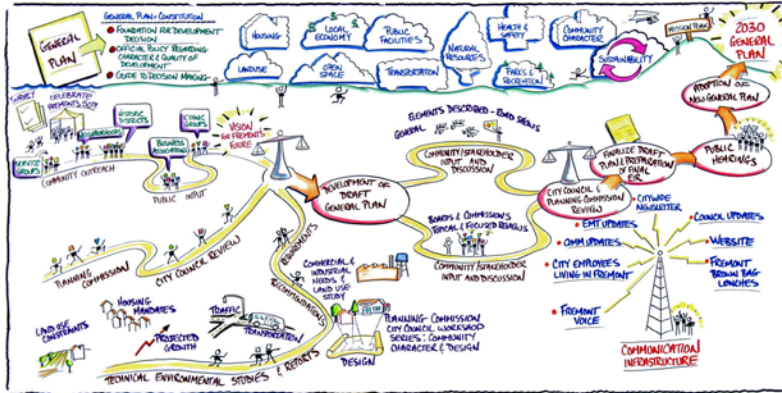 GENERAL PLAN = CONSTITUTION
GENERAL
PLAN
FOUNDATION FOR DEVELOPMENT
DECISION
OFFICIAL POLICY REGARDING
CHARACTER & QUALITY OF
DEVELOPMENT
GUIDE TO DECISION MAKING
HOUSING
LOCAL
ECONOMY
PUBLIC
FACILITIES
HEALTH
& SAFETY
COMMUNITY
CHARACTER
NATURAL
RESOURCES
LAND USE
OPEN
SPACE
TRANSPORTATION
PARKS &
RECREATION
SUSTAINABILITY
2030
GENERAL
PLAN
ADOPTION OF
NEW GENERAL PLAN
PUBLIC
HEARINGS
SURVEY
CELEBRATE
FREMONT'S 50TH
NEIGHBORHOODS
HISTORIC
DISTRICTS
ETHNIC GROUPS
BUSINESS
ASSOCIATIONS
SERVICE
GROUPS
COMMUNITY OUTREACH
PUBLIC INPUT
VISION
FOR FREMONT'S
FUTURE
ELEMENTS DESCRIBED - ROAD SHOWS
GENERAL
COMMUNITY/STAKEHOLDER
INPUT AND
DISCUSSION
DEVELOPMENT OF
DRAFT
GENERAL PLAN
BOARDS & COMMISSIONS
TOPICAL & FOCUSED
COMMUNITY/STAKEHOLDER
INPUT AND DISCUSSION
CITY COUNCIL &
PLANNING COMMISSION
REVIEW
FINALIZE DRAFT
PLAN & PREPARATION
OF FINAL
EIR
PLANNING COMMISSION
CITY COUNCIL REVIEW
REQUIREMENTS
RECOMMENDATIONS
LAND USE
CONSTRAINTS
HOUSING
MANDATES
PROJECTED
GROWTH
TRAFFIC
TRANSPORTATION
TECHNICAL ENVIRONMENTAL STUDIES & REPORTS
COMMERCIAL &
INDUSTRIAL
NEEDS &
LAND USE
STUDY
DESIGN
PLANNING COMMISSION
CITY COUNCIL WORKSHOP
SERIES: COMMUNITY
CHARACTER & DESIGN
CITYWIDE
NEWSLETTER
EMT UPDATES
COMM UPDATES
CITY EMPLOYEES
LIVING IN FREMONT
FREMONT
VOICE
COUNCIL UPDATES
WEBSITE
FREMONT
BROWN BAG
LUNCHES
COMMUNICATION
INFRASTRUCTURE